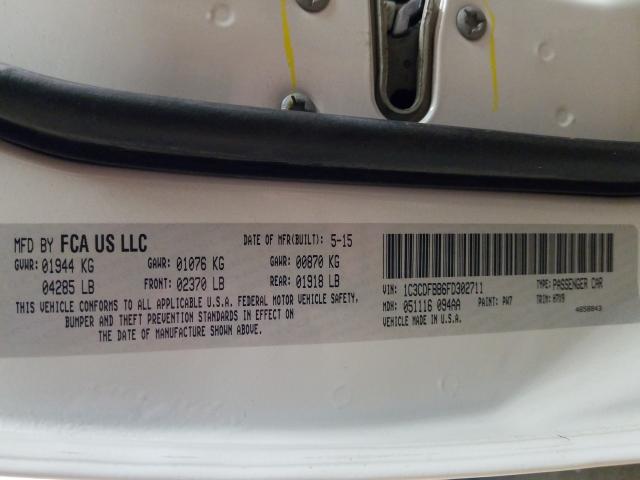 MFD BY FCA US LLC DATE OF MFR(BUILT): 5-15
GVWR: 01944 KG GAWR: 01076 KG GAWR: 00870 KG
04285 LB FRONT: 02370 LB REAR: 01918 LB
THIS VEHICLE CONFORMS TO ALL APPLICABLE U.S.A. FEDERAL MOTOR VEHICLE SAFETY,
BUMPER AND THEFT PREVENTION STANDARDS IN EFFECT ON
THE DATE OF MANUFACTURE SHOWN ABOVE.
VIN: 1C3CDFBB6FD302711 TYPE: PASSENGER CAR
MDH: 051116 094AA PAINT: PW7 TRIM: A7X9
VEHICLE MADE IN U.S.A. 4658843